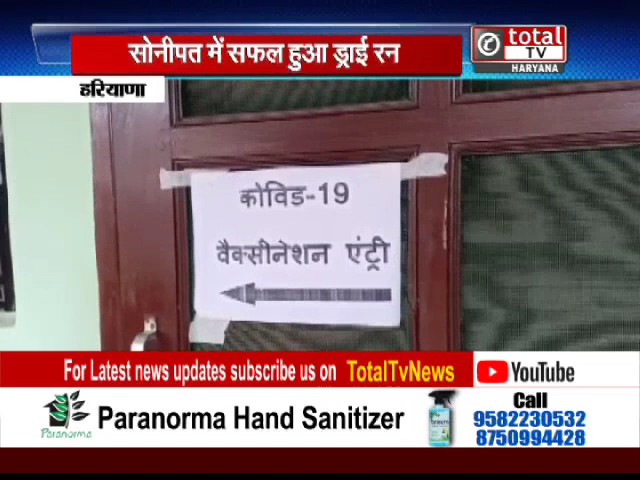 सोनीपत में सफल हुआ ड्राई रन
total
TV
HARYANA
हरियाणा
कोविड-19
वैक्सीनेशन एंट्री
For Latest news updates subscribe us on TotalTvNews
YouTube
Paranorma
Paranorma Hand Sanitizer
Call
9582230532
8750994428